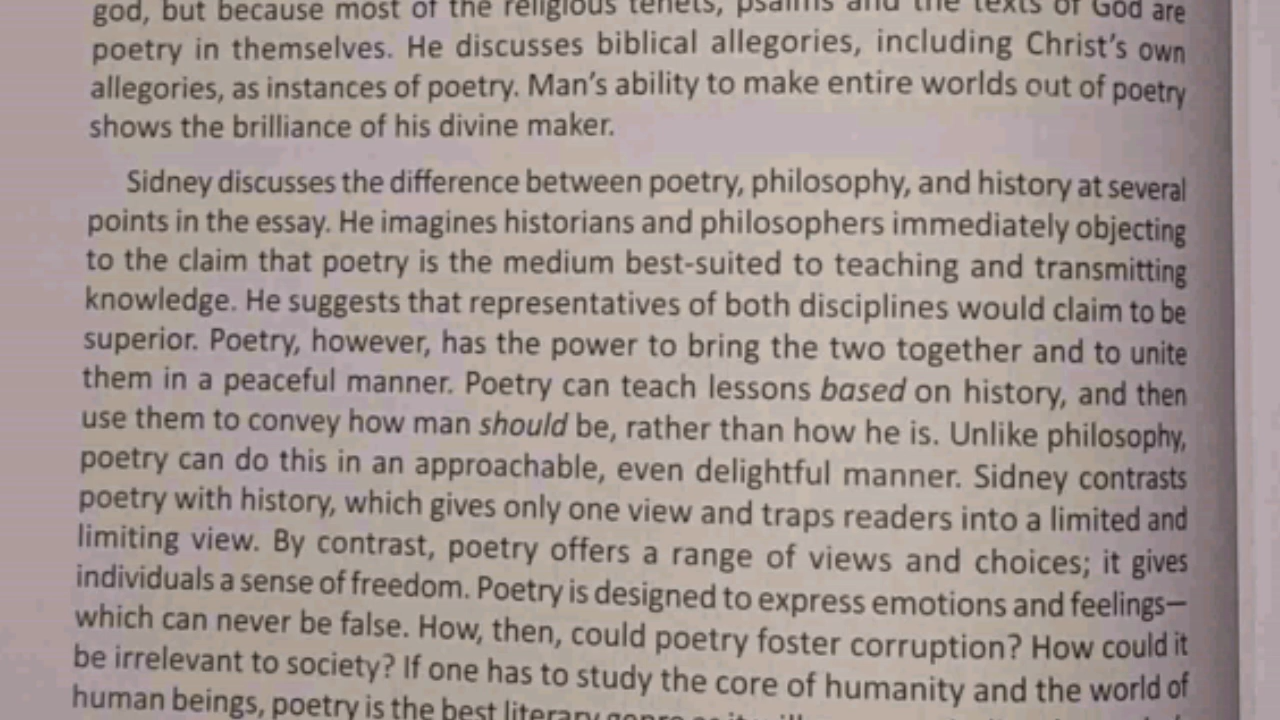 god, but because most of the religious tenets, psalms and the texts of God are
poetry in themselves. He discusses biblical allegories, including Christ's own
allegories, as instances of poetry. Man's ability to make entire worlds out of poetry
shows the brilliance of his divine maker.
Sidney discusses the difference between poetry, philosophy, and history at several
points in the essay. He imagines historians and philosophers immediately objecting
to the claim that poetry is the medium best-suited to teaching and transmitting
knowledge. He suggests that representatives of both disciplines would claim to be
superior. Poetry, however, has the power to bring the two together and to unite
them in a peaceful manner. Poetry can teach lessons based on history, and then
use them to convey how man should be, rather than how he is. Unlike philosophy,
poetry can do this in an approachable, even delightful manner. Sidney contrasts
poetry with history, which gives only one view and traps readers into a limited and
limiting view. By contrast, poetry offers a range of views and choices; it gives
individuals a sense of freedom. Poetry is designed to express emotions and feelings—
which can never be false. How, then, could poetry foster corruption? How could it
be irrelevant to society? If one has to study the core of humanity and the world of
human beings, poetry is the best literary genre